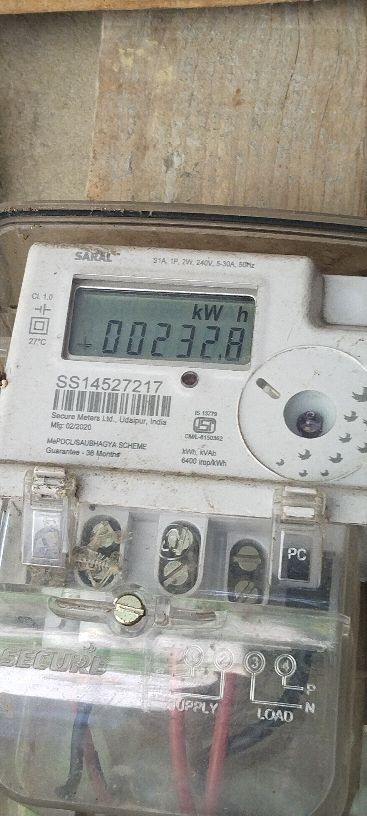 SARAL
S1A, 1P, 2W, 240V, 5-30A, 50Hz
Cl. 1.0
27°C
kW h
00232.8
SS14527217
Secure Meters Ltd., Udaipur, India
Mfg: 02/2020
MePDCL/SAUBHAGYA SCHEME
Guarantee - 36 Months
IS 13779
CM/L-8150362
kWh, kVAh
6400 imp/kWh
PC
SECURE
1 2 3 4
P
N
SUPPLY
LOAD